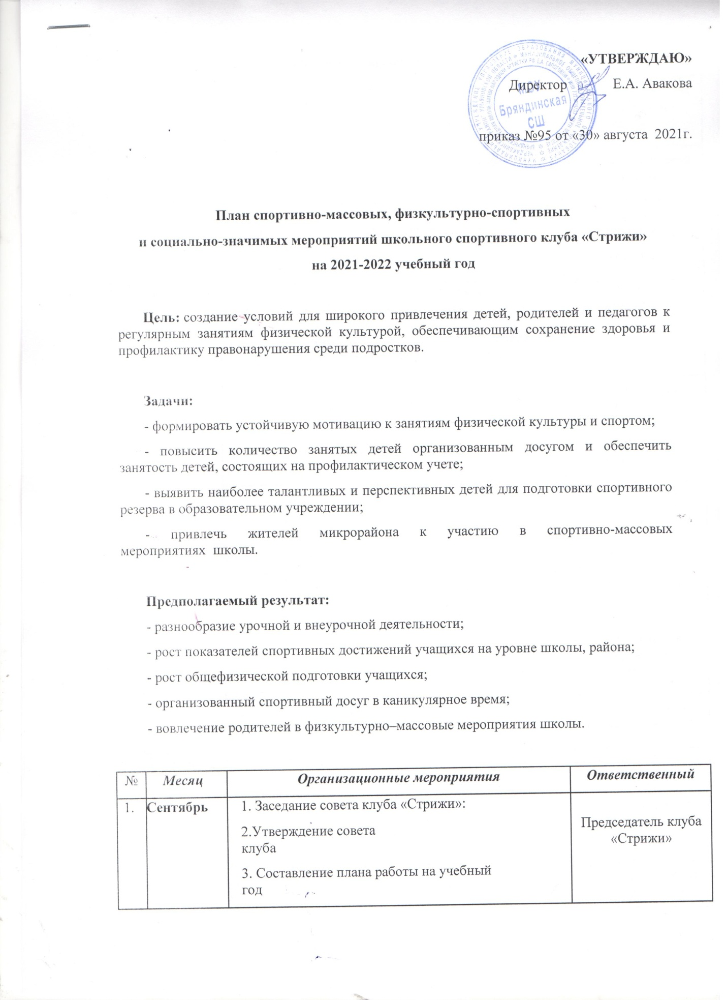 «УТВЕРЖДАЮ»
Директор Е.А. Авакова
МОУ
Бряндинская
СШ
приказ №95 от «30» августа 2021г.
План спортивно-массовых, физкультурно-спортивных
и социально-значимых мероприятий школьного спортивного клуба «Стрижи»
на 2021-2022 учебный год
Цель: создание условий для широкого привлечения детей, родителей и педагогов к
регулярным занятиям физической культурой, обеспечивающим сохранение здоровья и
профилактику правонарушения среди подростков.
Задачи:
- формировать устойчивую мотивацию к занятиям физической культуры и спортом;
- повысить количество занятых детей организованным досугом и обеспечить
занятость детей, состоящих на профилактическом учете;
- выявить наиболее талантливых и перспективных детей для подготовки спортивного
резерва в образовательном учреждении;
- привлечь жителей микрорайона к участию в спортивно-массовых
мероприятиях школы.
Предполагаемый результат:
- разнообразие урочной и внеурочной деятельности;
- рост показателей спортивных достижений учащихся на уровне школы, района;
- рост общефизической подготовки учащихся;
- организованный спортивный досуг в каникулярное время;
- вовлечение родителей в физкультурно–массовые мероприятия школы.
№ Месяц Организационные мероприятия Ответственный
1. Сентябрь 1. Заседание совета клуба «Стрижи»:
2.Утверждение совета
клуба
3. Составление плана работы на учебный
год
Председатель клуба
«Стрижи»